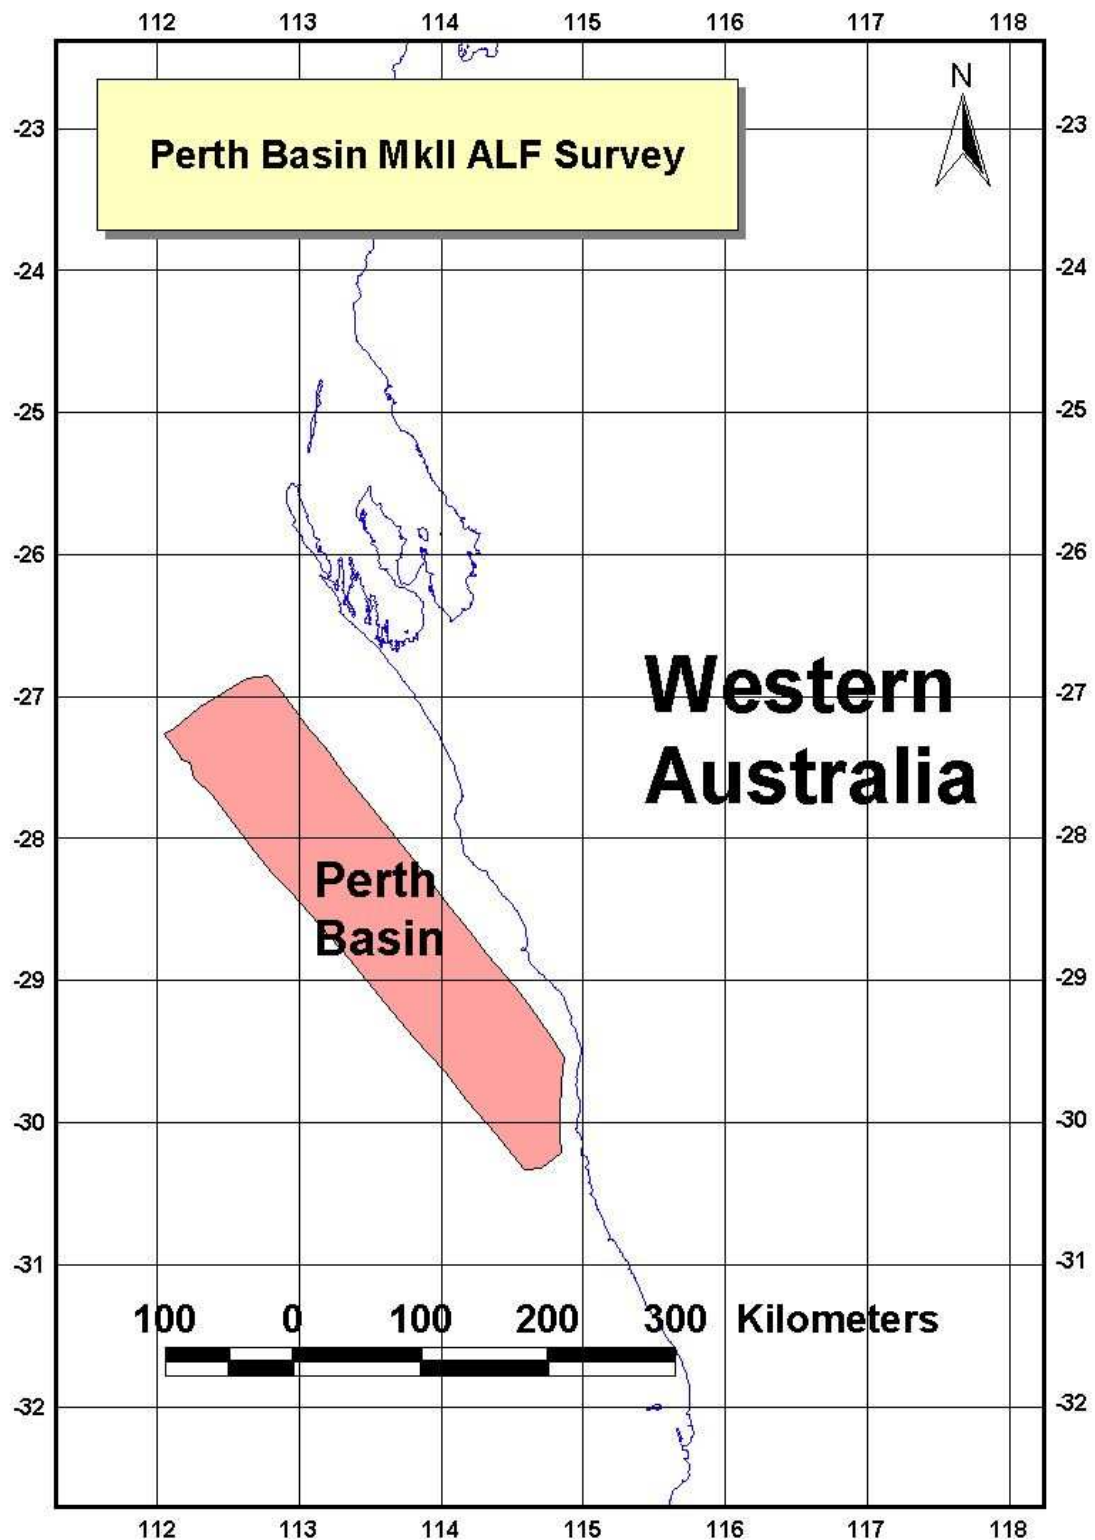 112 113 114 115 116 117 118
N
Perth Basin MkII ALF Survey
-23 -23
-24 -24
-25 -25
-26 -26
Western
Australia
-27 -27
-28 -28
Perth
Basin
-29 -29
-30 -30
-31 -31
100 0 100 200 300 Kilometers
-32 -32
112 113 114 115 116 117 118